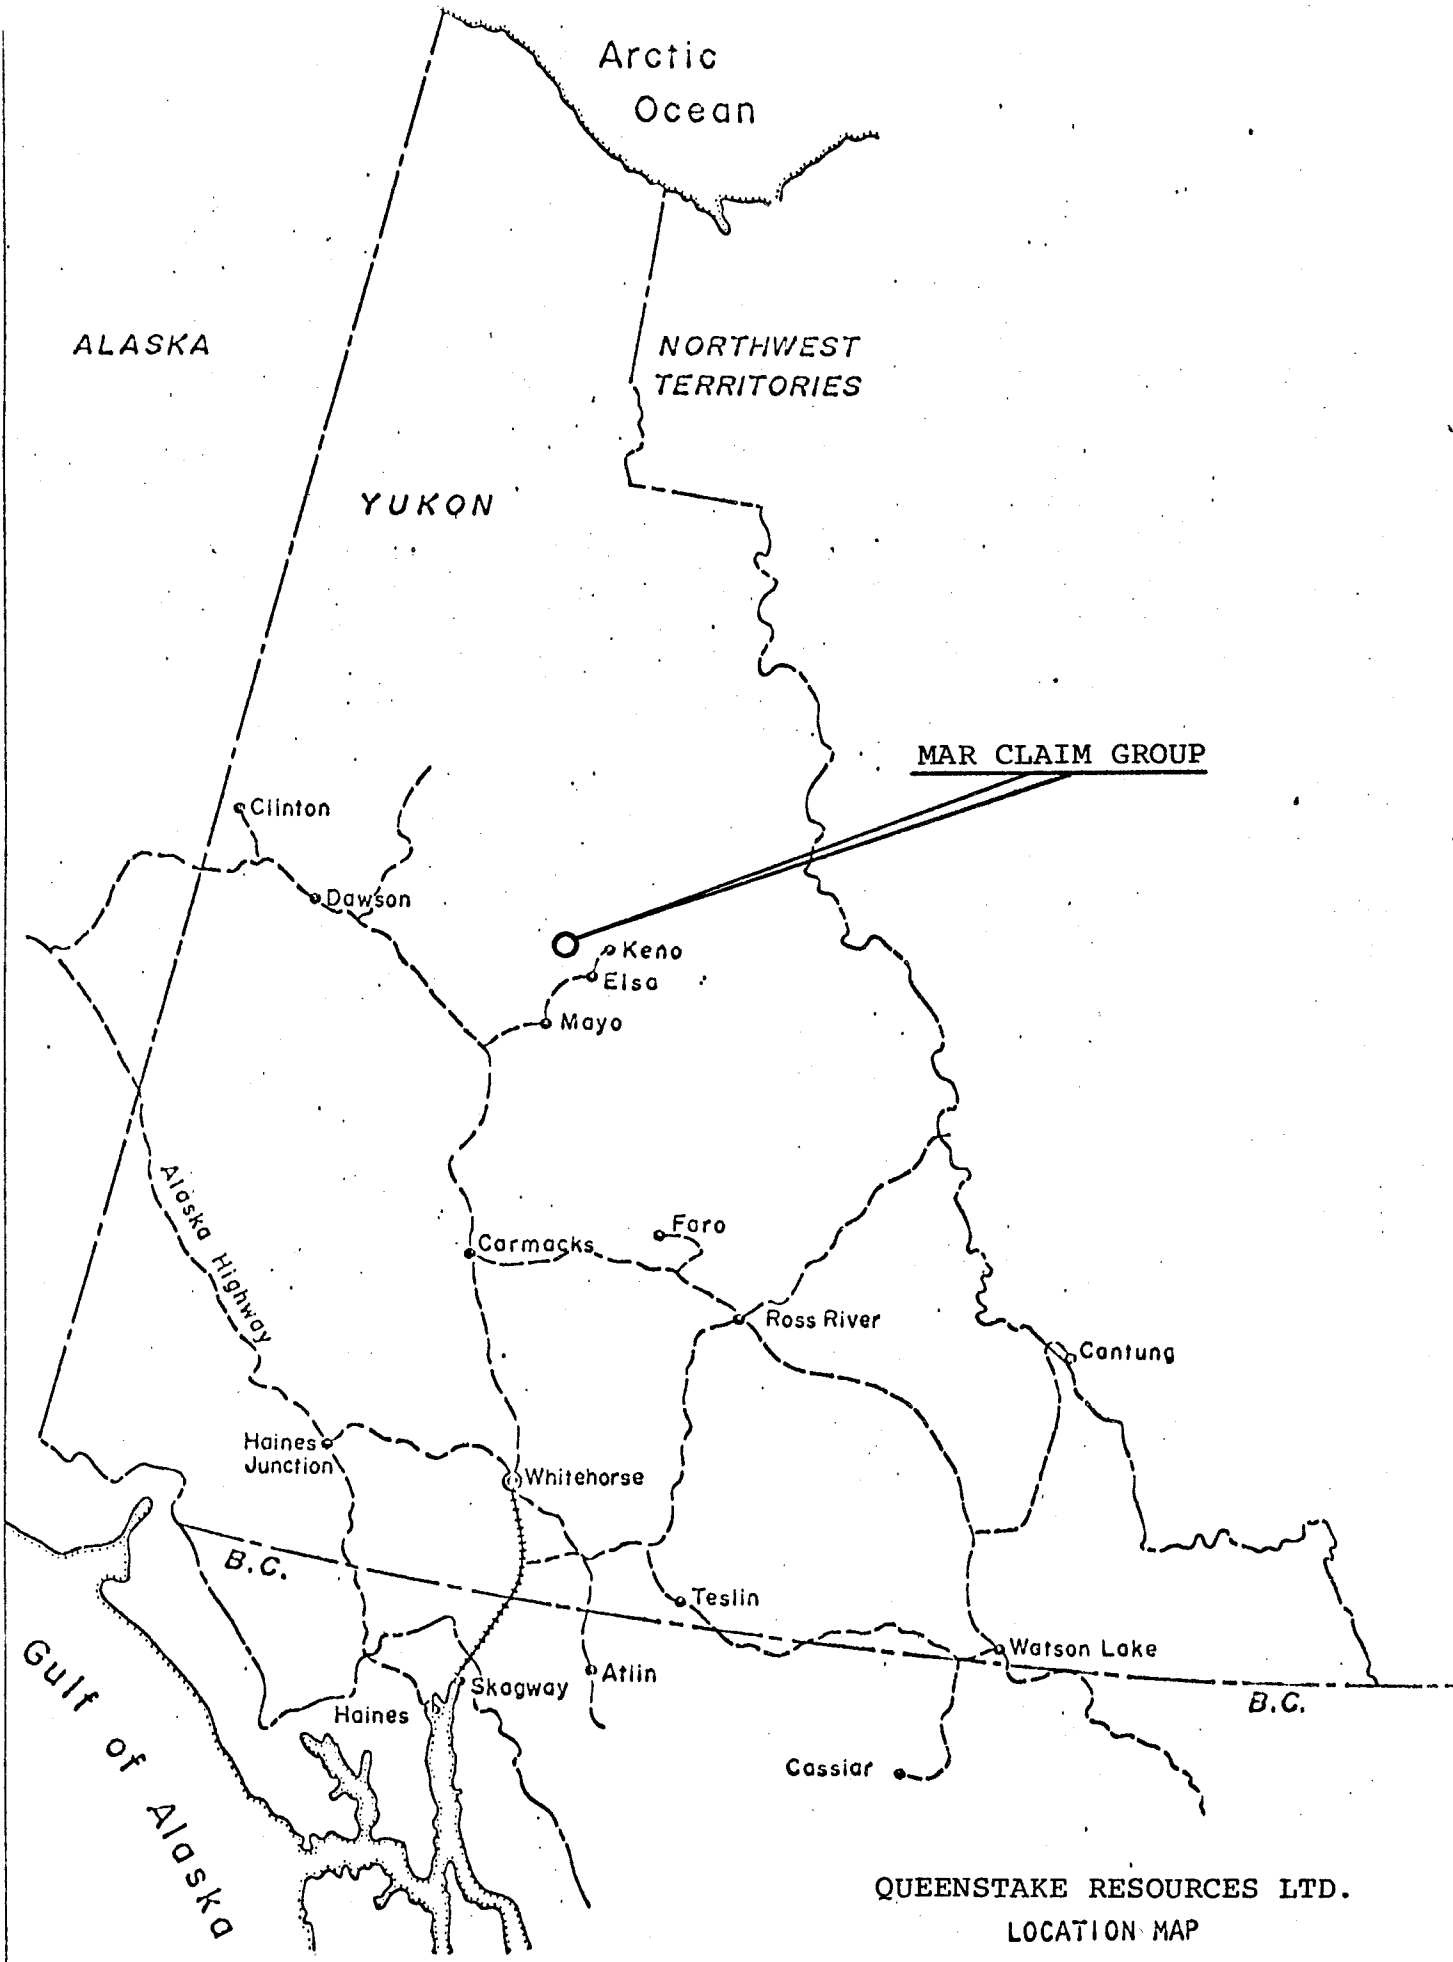 Arctic
Ocean
ALASKA
NORTHWEST
TERRITORIES
YUKON
MAR CLAIM GROUP
Clinton
Dawson
Keno
Elsa
Mayo
Alaska Highway
Faro
Carmacks
Ross River
Cantung
Haines
Junction
Whitehorse
B.C.
Teslin
Watson Lake
Atlin
Skagway
Haines
B.C.
Gulf of Alaska
Cassiar
QUEENSTAKE RESOURCES LTD.
LOCATION MAP